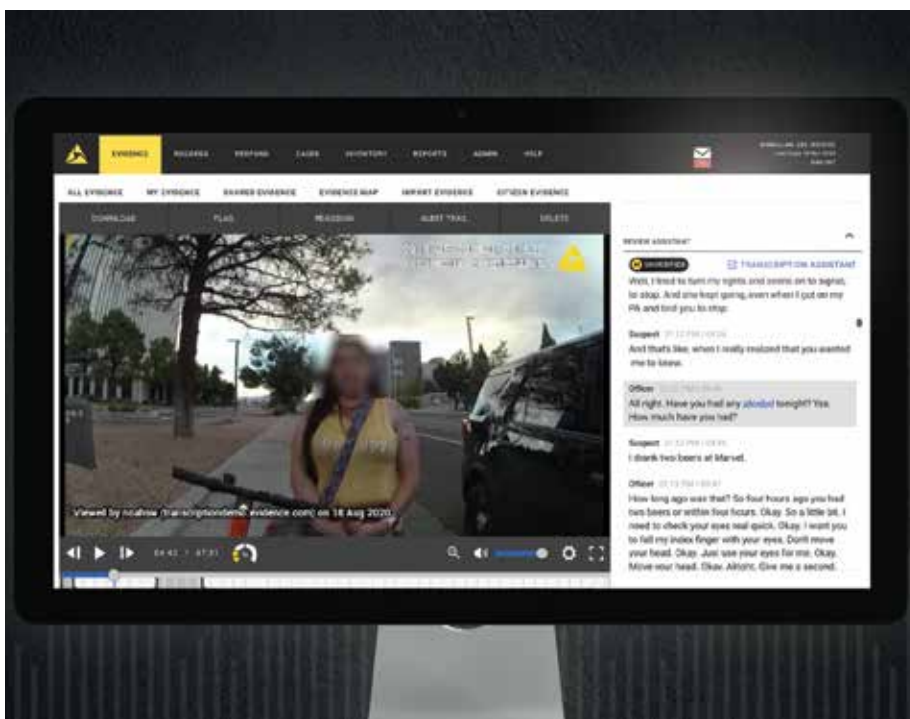 EVIDENCE RECORDS RESPOND CASES INVENTORY REPORTS ADMIN HELP
ALL EVIDENCE MY EVIDENCE SHARED EVIDENCE EVIDENCE MAP IMPORT EVIDENCE CITIZEN EVIDENCE
DOWNLOAD FLAG REASSIGN AUDIT TRAIL DELETE
Viewed by noahsw (transcriptiondemo.evidence.com) on 18 Aug 2020
REVIEW ASSISTANT
UNVERIFIED TRANSCRIPTION ASSISTANT
Well, I tried to turn my lights and sirens on to signal,
to stop. And she kept going, even when I got on my
PA and told you to stop.
Suspect
And that's like, when I really realized that you wanted
me to know.
Officer
All right. Have you had any alcohol tonight? Yes.
How much have you had?
Suspect
I drank two beers at Marvel.
Officer
How long ago was that? So four hours ago you had
two beers or within four hours. Okay. So a little bit. I
need to check your eyes real quick. Okay. I want you
to fall my index finger with your eyes. Don't move
your head. Okay. Just use your eyes for me. Okay.
Move your head. Okay. Alright. Give me a second.